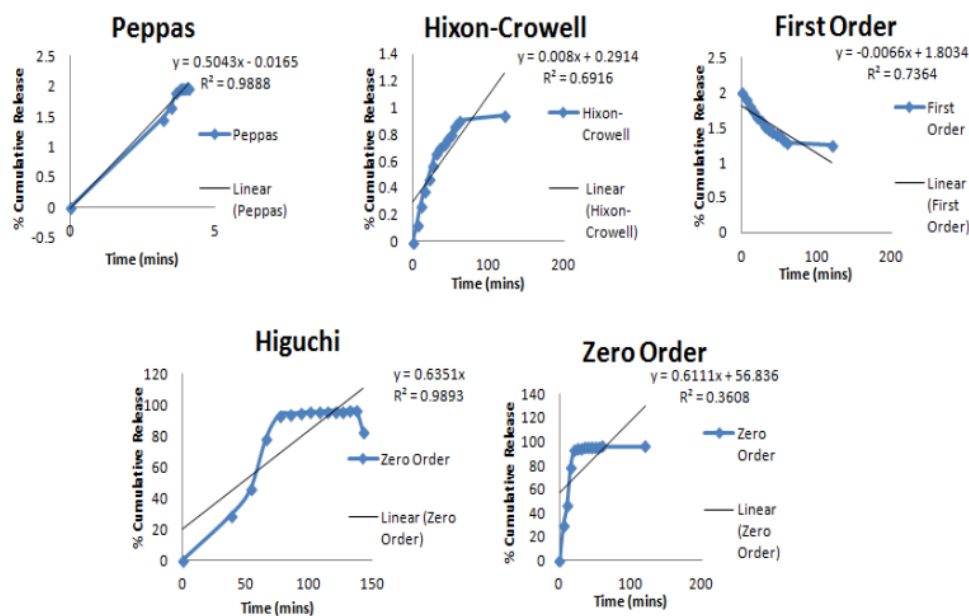 Peppas
y = 0.5043x - 0.0165
R² = 0.9888
% Cumulative Release
2.5
2
1.5
1
0.5
0
-0.5
0
5
Time (mins)
Peppas
Linear
(Peppas)
Hixon-Crowell
y = 0.008x + 0.2914
R² = 0.6916
% Cumulative Release
1.4
1.2
1
0.8
0.6
0.4
0.2
0
0
100
200
Time (mins)
Hixon-
Crowell
Linear
(Hixon-
Crowell)
First Order
y = -0.0066x + 1.8034
R² = 0.7364
% Cumulative Release
2.5
2
1.5
1
0.5
0
0
100
200
Time (mins)
First
Order
Linear
(First
Order)
Higuchi
y = 0.6351x
R² = 0.9893
% Cumulative Release
120
100
80
60
40
20
0
0
50
100
150
Time (mins)
Zero Order
Linear (Zero
Order)
Zero Order
y = 0.6111x + 56.836
R² = 0.3608
% Cumulative Release
140
120
100
80
60
40
20
0
0
100
200
Time (mins)
Zero
Order
Linear
(Zero
Order)